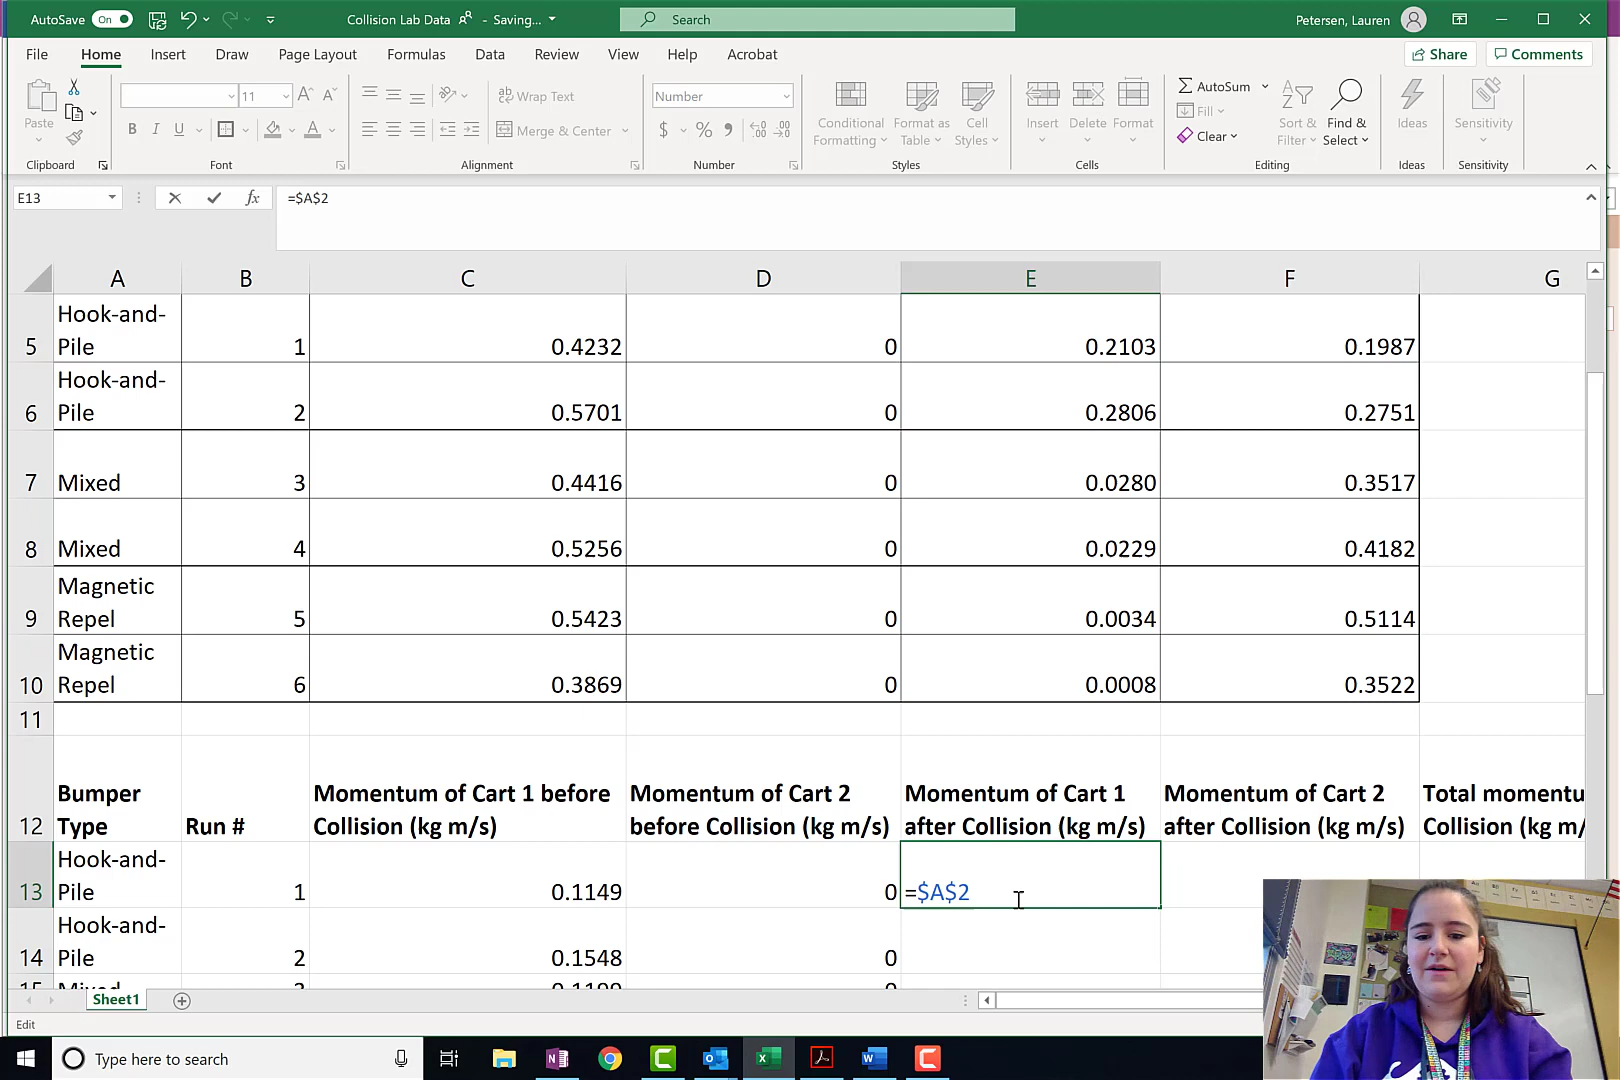 AutoSave On Collision Lab Data - Saving... Search Petersen, Lauren
File Home Insert Draw Page Layout Formulas Data Review View Help Acrobat Share Comments
11 A A ab Wrap Text Number AutoSum
Paste B I U A Merge & Center $ % , Conditional Formatting Format as Table Cell Styles Insert Delete Format Fill Clear Sort & Filter Find & Select Ideas Sensitivity
Clipboard Font Alignment Number Styles Cells Editing Ideas Sensitivity
E13 fx =$A$2
A B C D E F G
5 Hook-and-Pile 1 0.4232 0 0.2103 0.1987
6 Hook-and-Pile 2 0.5701 0 0.2806 0.2751
7 Mixed 3 0.4416 0 0.0280 0.3517
8 Mixed 4 0.5256 0 0.0229 0.4182
9 Magnetic Repel 5 0.5423 0 0.0034 0.5114
10 Magnetic Repel 6 0.3869 0 0.0008 0.3522
11
12 Bumper Type Run # Momentum of Cart 1 before Collision (kg m/s) Momentum of Cart 2 before Collision (kg m/s) Momentum of Cart 1 after Collision (kg m/s) Momentum of Cart 2 after Collision (kg m/s) Total momentu Collision (kg m/
13 Hook-and-Pile 1 0.1149 0 =$A$2
14 Hook-and-Pile 2 0.1548 0
Sheet1
Edit
Type here to search